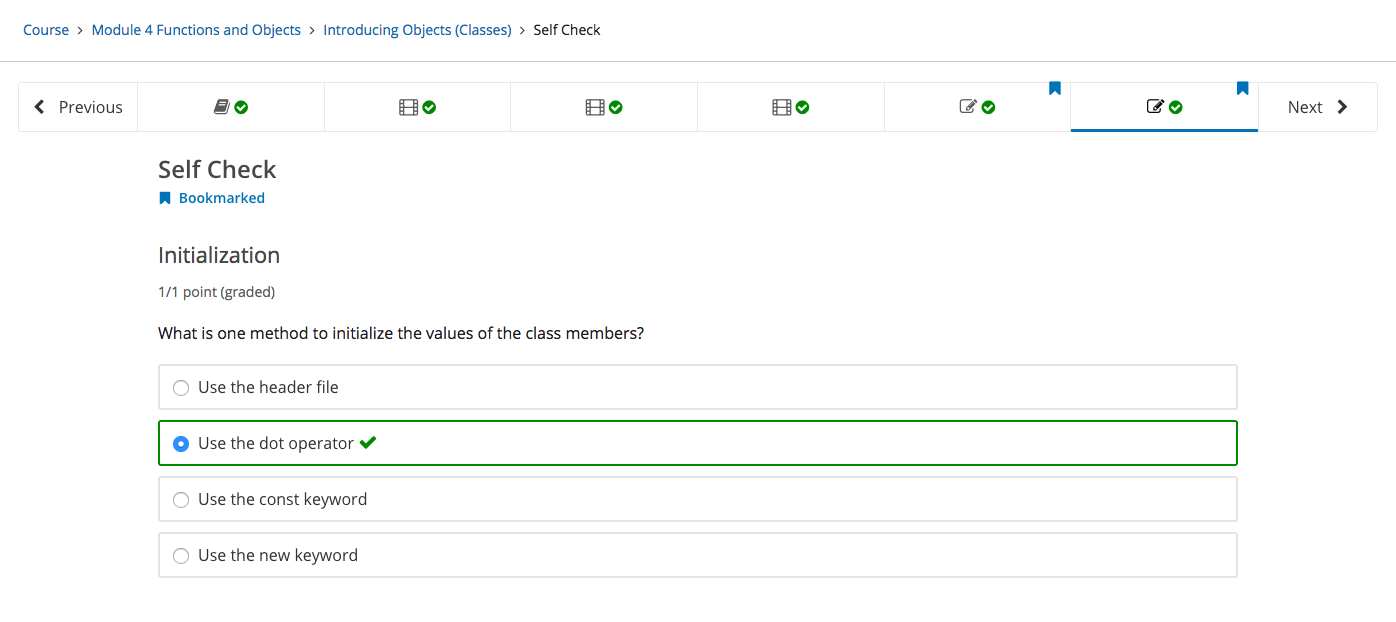 Course > Module 4 Functions and Objects > Introducing Objects (Classes) > Self Check
Previous
Next
Self Check
Bookmarked
Initialization
1/1 point (graded)
What is one method to initialize the values of the class members?
Use the header file
Use the dot operator
Use the const keyword
Use the new keyword